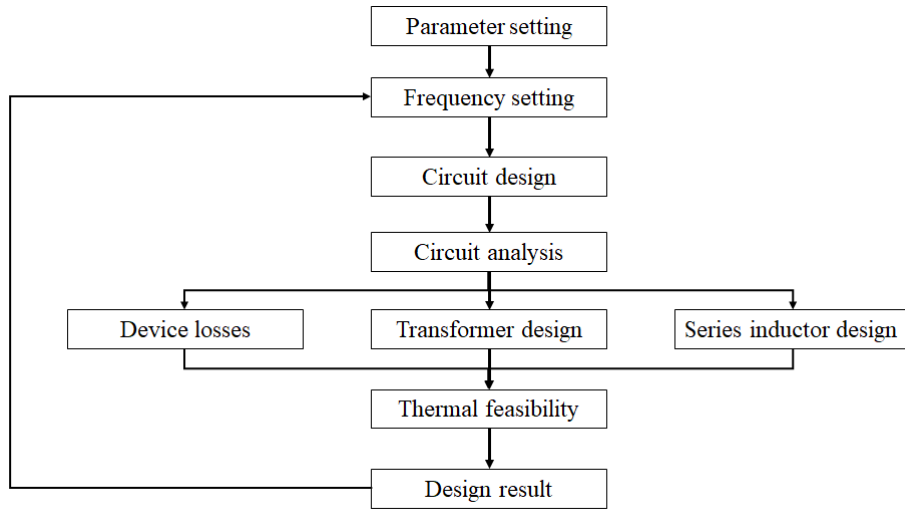 Parameter setting
Frequency setting
Circuit design
Circuit analysis
Device losses
Transformer design
Series inductor design
Thermal feasibility
Design result